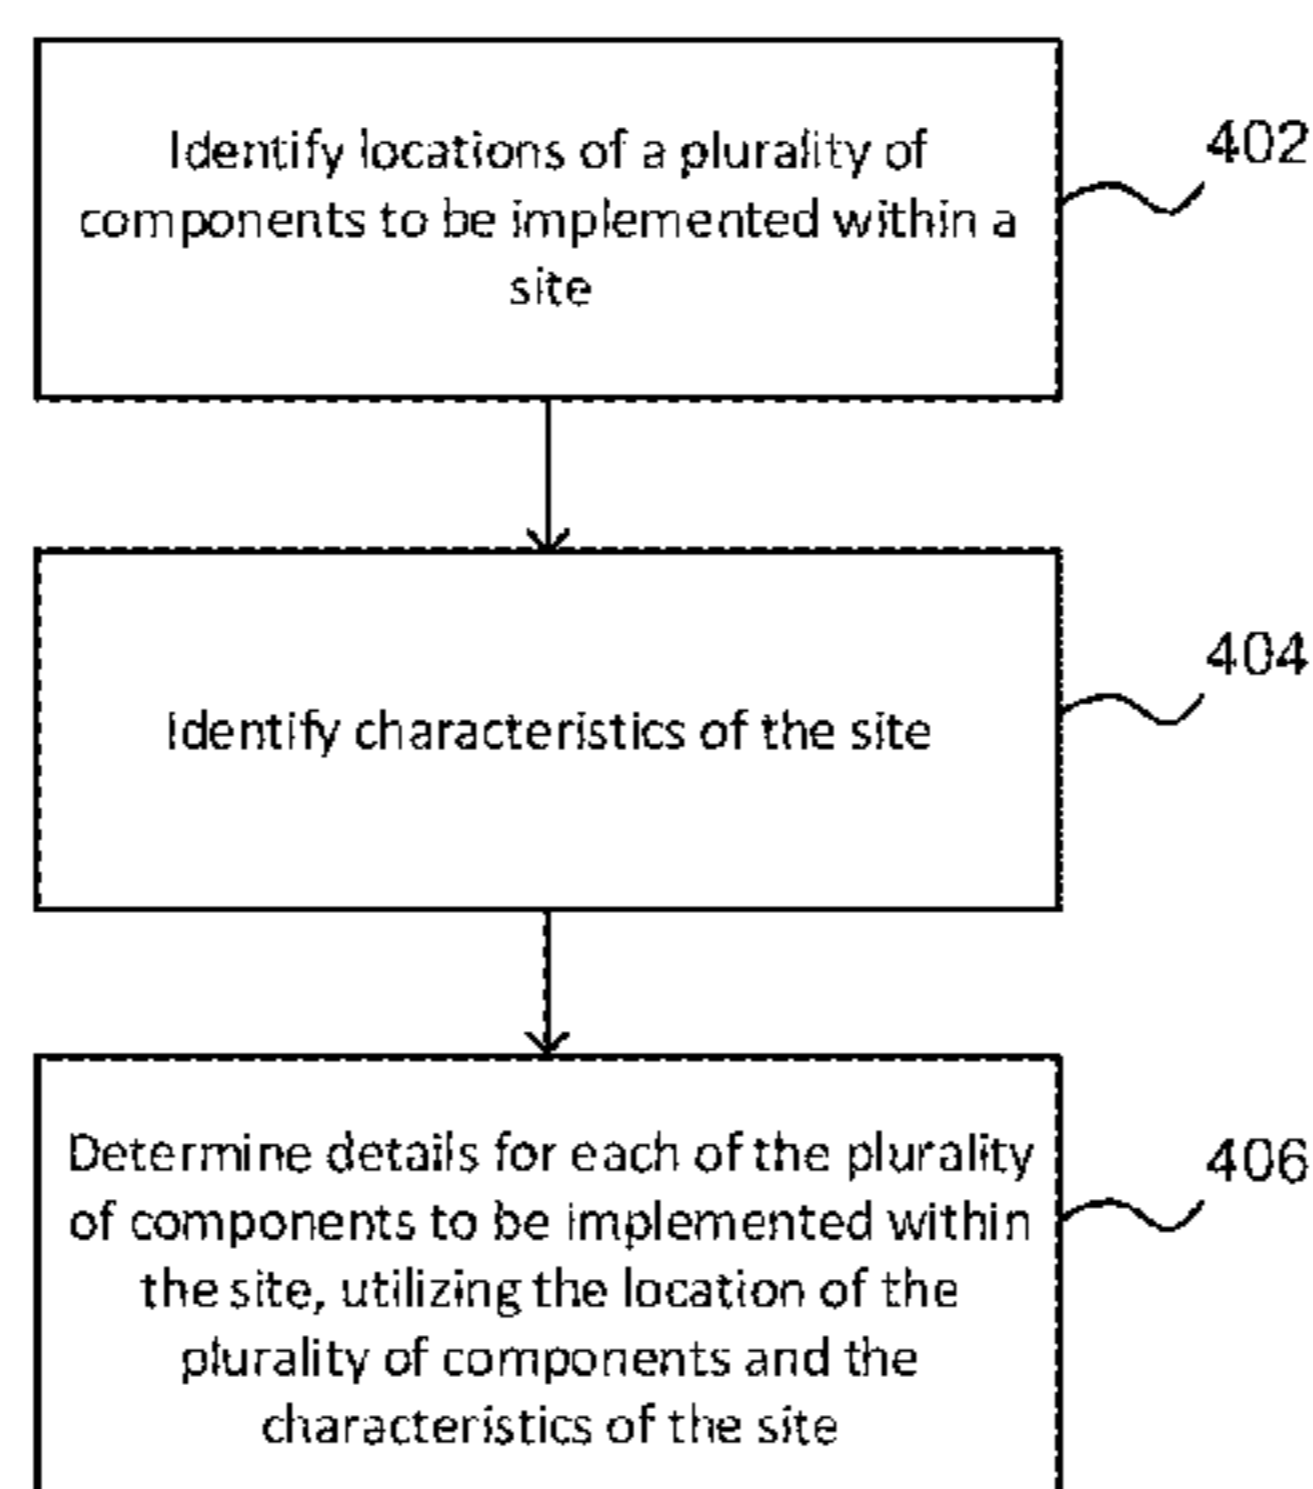 Identify locations of a plurality of
components to be implemented within a
site
402
Identify characteristics of the site
404
Determine details for each of the plurality
of components to be implemented within
the site, utilizing the location of the
plurality of components and the
characteristics of the site
406